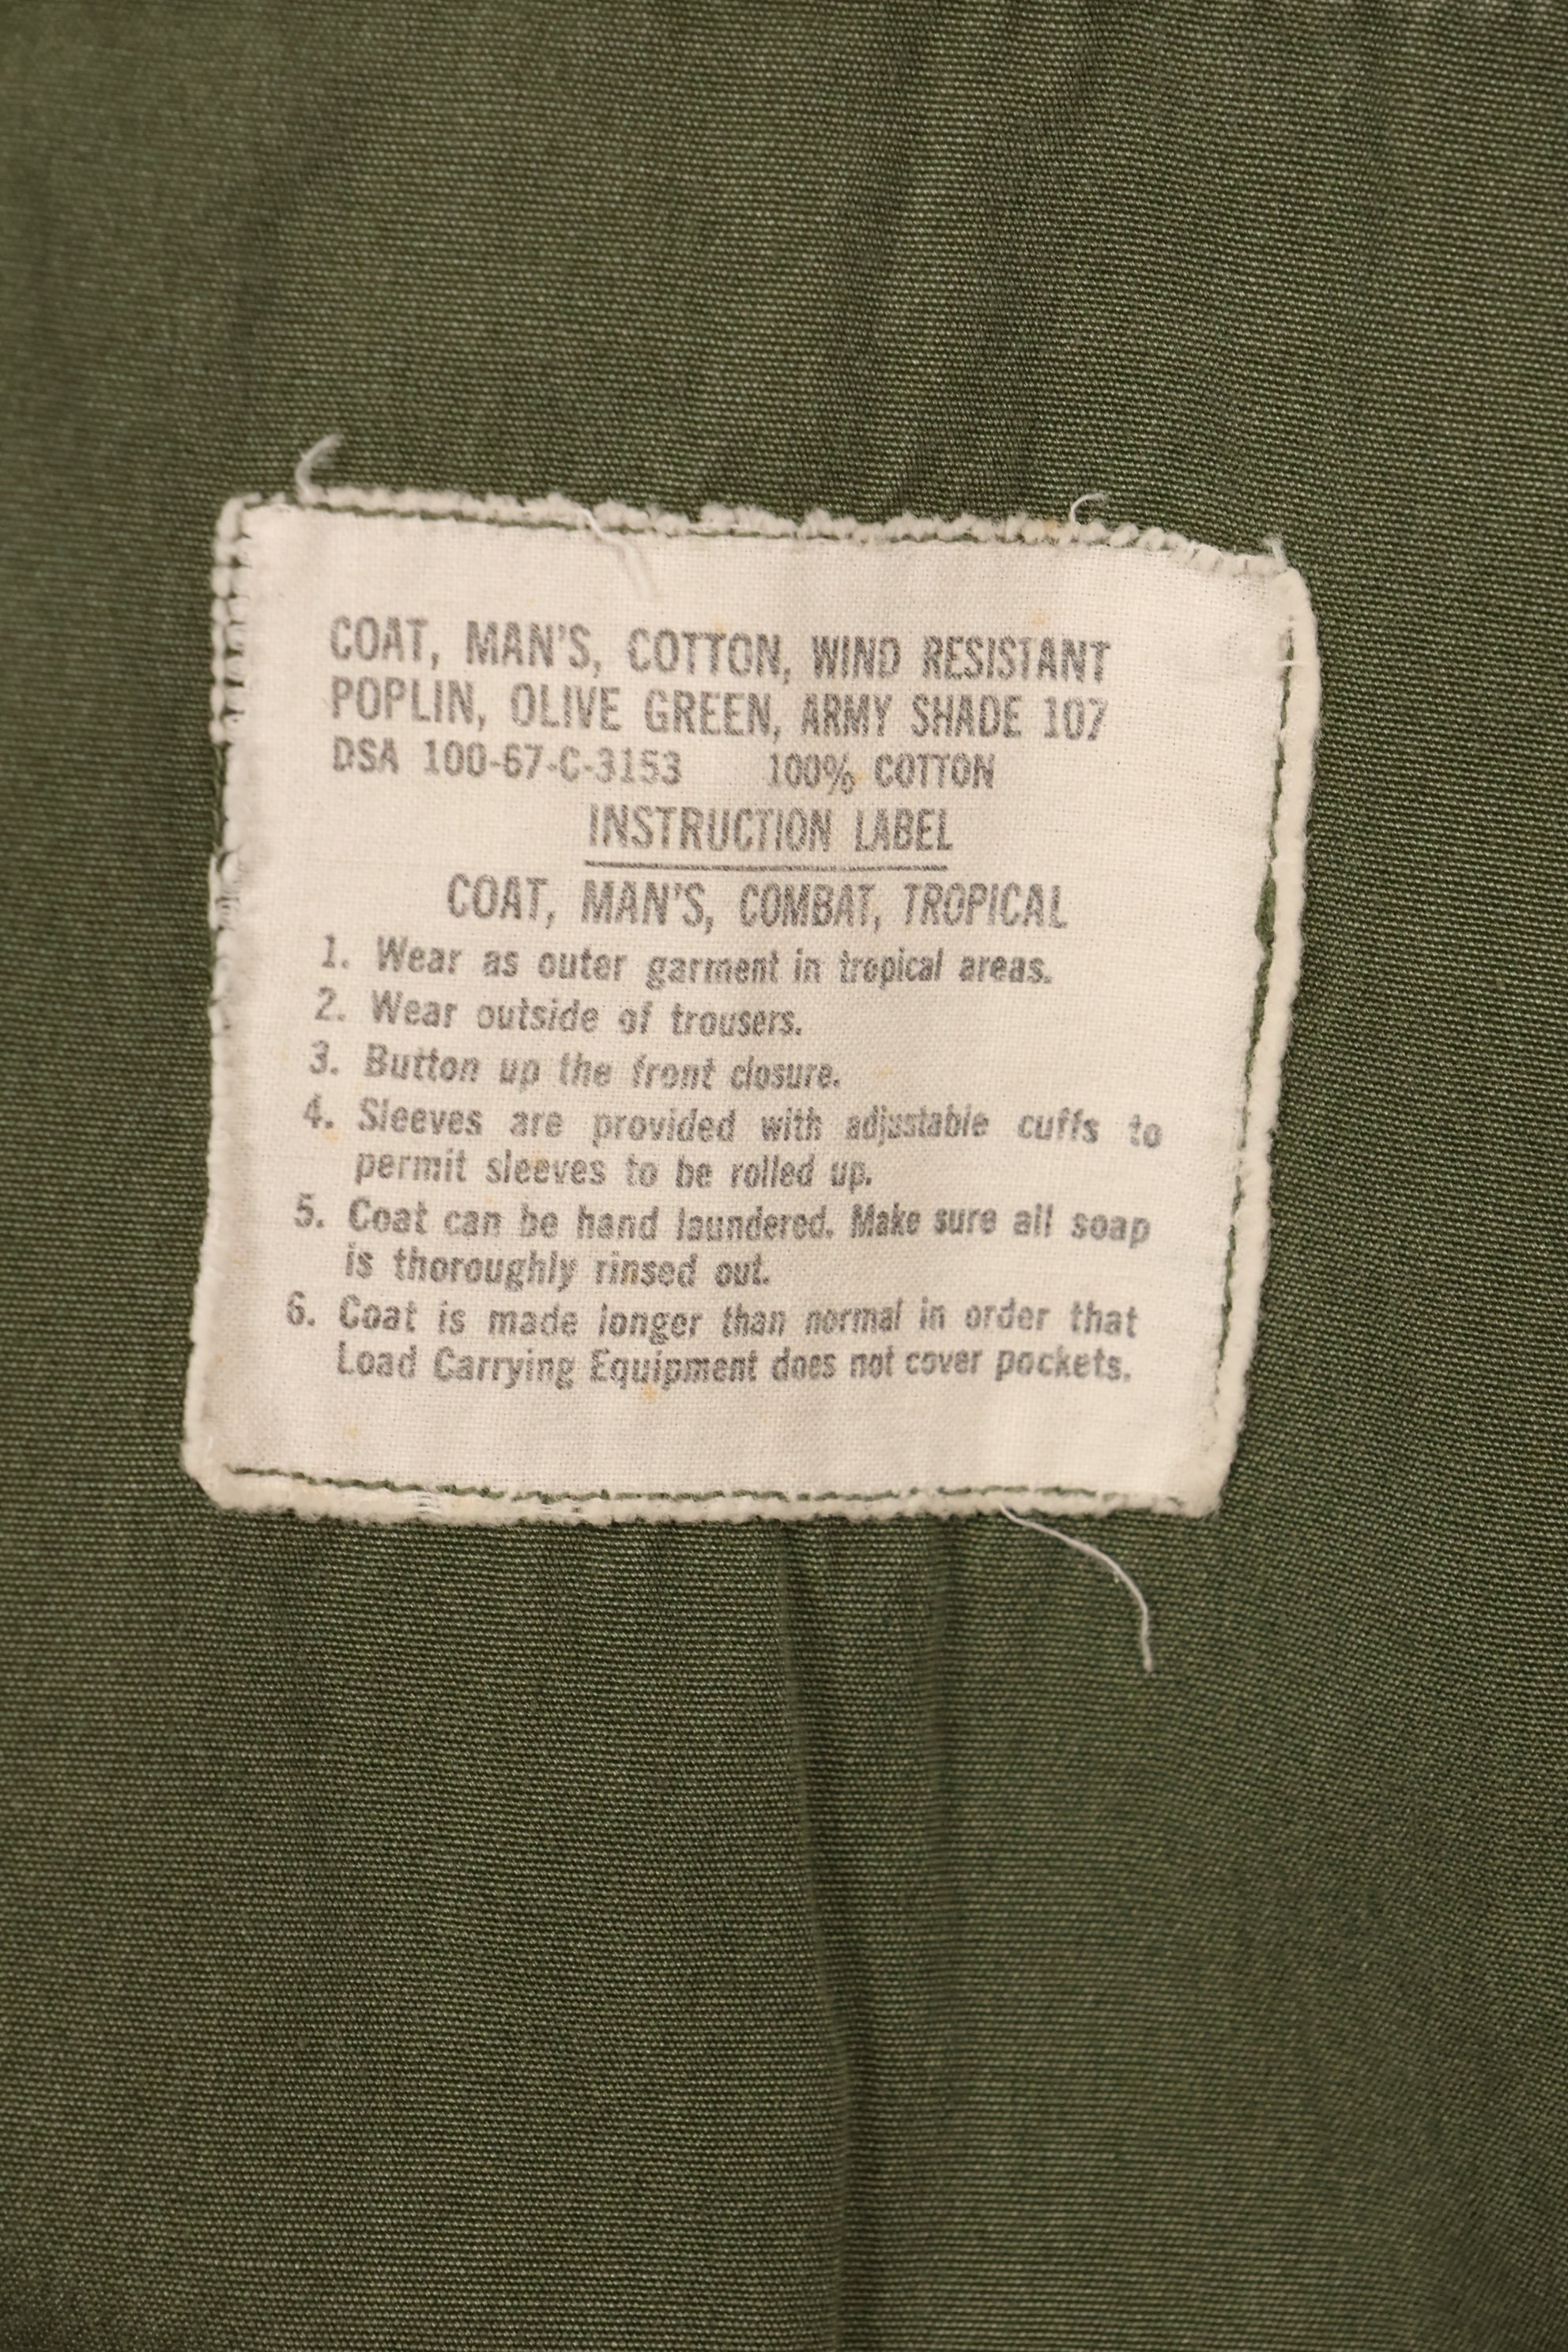 COAT, MAN'S, COTTON, WIND RESISTANT
POPLIN, OLIVE GREEN, ARMY SHADE 107
DSA 100-67-C-3153 100% COTTON
INSTRUCTION LABEL
COAT, MAN'S, COMBAT, TROPICAL
1. Wear as outer garment in tropical areas.
2. Wear outside of trousers.
3. Button up the front closure.
4. Sleeves are provided with adjustable cuffs to
permit sleeves to be rolled up.
5. Coat can be hand laundered. Make sure all soap
is thoroughly rinsed out.
6. Coat is made longer than normal in order that
Load Carrying Equipment does not cover pockets.